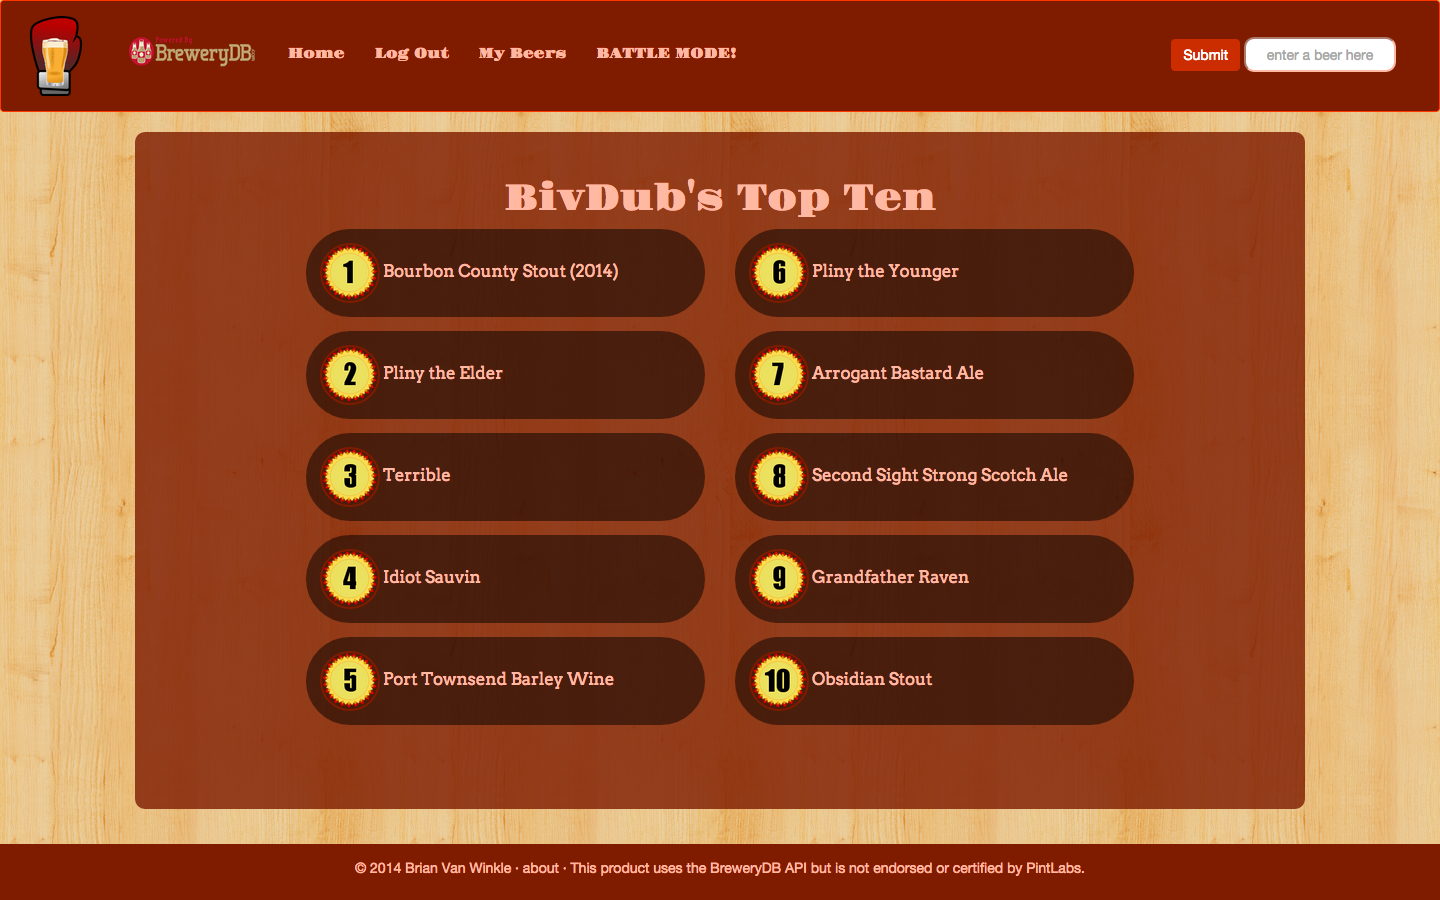 Powered By
BreweryDB
Home
Log Out
My Beers
BATTLE MODE!
Submit
enter a beer here
BivDub's Top Ten
1 Bourbon County Stout (2014)
2 Pliny the Elder
3 Terrible
4 Idiot Sauvin
5 Port Townsend Barley Wine
6 Pliny the Younger
7 Arrogant Bastard Ale
8 Second Sight Strong Scotch Ale
9 Grandfather Raven
10 Obsidian Stout
© 2014 Brian Van Winkle · about · This product uses the BreweryDB API but is not endorsed or certified by PintLabs.